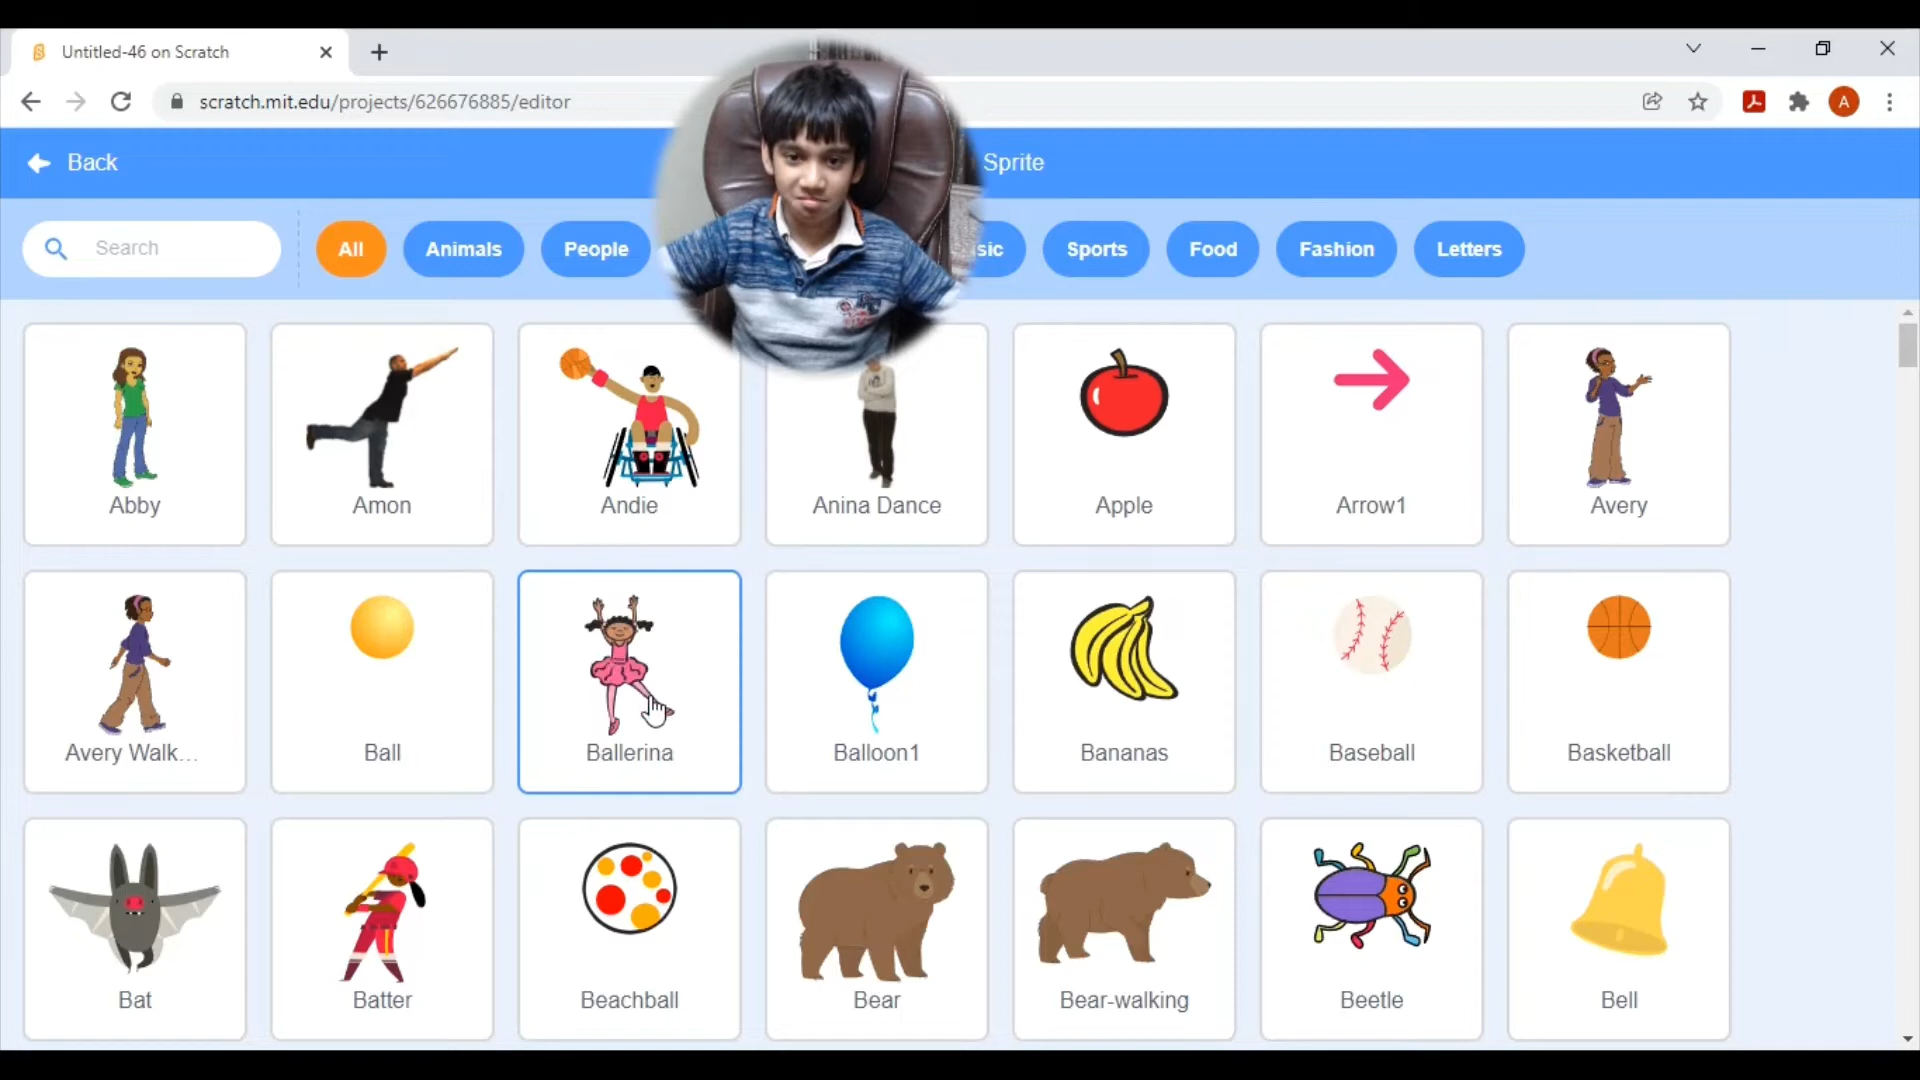 Untitled-46 on Scratch
scratch.mit.edu/projects/626676885/editor
A
Back
Sprite
Search
All
Animals
People
sic
Sports
Food
Fashion
Letters
Abby
Amon
Andie
Anina Dance
Apple
Arrow1
Avery
Avery Walk...
Ball
Ballerina
Balloon1
Bananas
Baseball
Basketball
Bat
Batter
Beachball
Bear
Bear-walking
Beetle
Bell